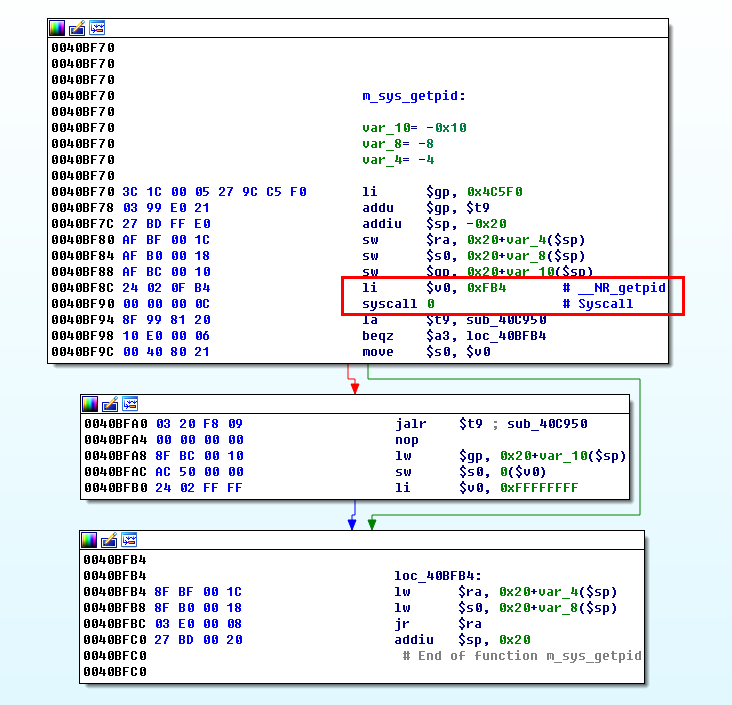 0040BF70
0040BF70
0040BF70
0040BF70 m_sys_getpid:
0040BF70
0040BF70 var_10= -0x10
0040BF70 var_8= -8
0040BF70 var_4= -4
0040BF70
0040BF70 3C 1C 00 05 27 9C C5 F0 li $gp, 0x4C5F0
0040BF78 03 99 E0 21 addu $gp, $t9
0040BF7C 27 BD FF E0 addiu $sp, -0x20
0040BF80 AF BF 00 1C sw $ra, 0x20+var_4($sp)
0040BF84 AF B0 00 18 sw $s0, 0x20+var_8($sp)
0040BF88 AF BC 00 10 sw $gp, 0x20+var_10($sp)
0040BF8C 24 02 0F B4 li $v0, 0xFB4 # __NR_getpid
0040BF90 00 00 00 0C syscall 0 # Syscall
0040BF94 8F 99 81 20 la $t9, sub_40C950
0040BF98 10 E0 00 06 beqz $a3, loc_40BFB4
0040BF9C 00 40 80 21 move $s0, $v0
0040BFA0 03 20 F8 09 jalr $t9 ; sub_40C950
0040BFA4 00 00 00 00 nop
0040BFA8 8F BC 00 10 lw $gp, 0x20+var_10($sp)
0040BFAC AC 50 00 00 sw $s0, 0($v0)
0040BFB0 24 02 FF FF li $v0, 0xFFFFFFFF
0040BFB4
0040BFB4 loc_40BFB4:
0040BFB4 8F BF 00 1C lw $ra, 0x20+var_4($sp)
0040BFB8 8F B0 00 18 lw $s0, 0x20+var_8($sp)
0040BFBC 03 E0 00 08 jr $ra
0040BFC0 27 BD 00 20 addiu $sp, 0x20
0040BFC0 # End of function m_sys_getpid
0040BFC0